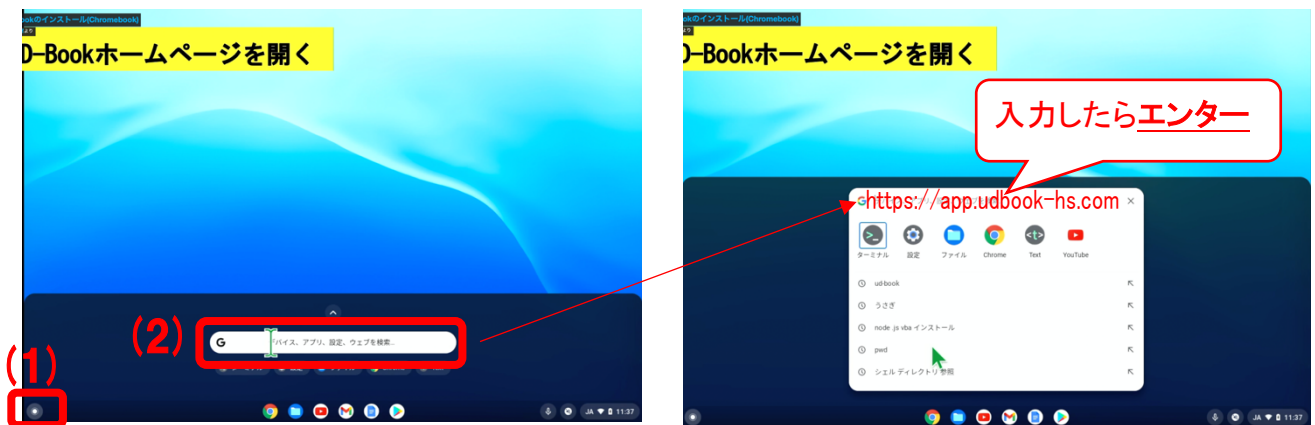 ookのインストール(Chromebook)
より
D-Bookホームページを開く
(2)
デバイス、アプリ、設定、ウェブを検索...
(1)
JA
11:37
ookのインストール(Chromebook)
D-Bookホームページを開く
入力したらエンター
https://app.udbook-hs.com
ターミナル 設定 ファイル Chrome Text YouTube
ud-book
うさぎ
node .js vba インストール
pwd
シェル ディレクトリ 参照
JA
11:37